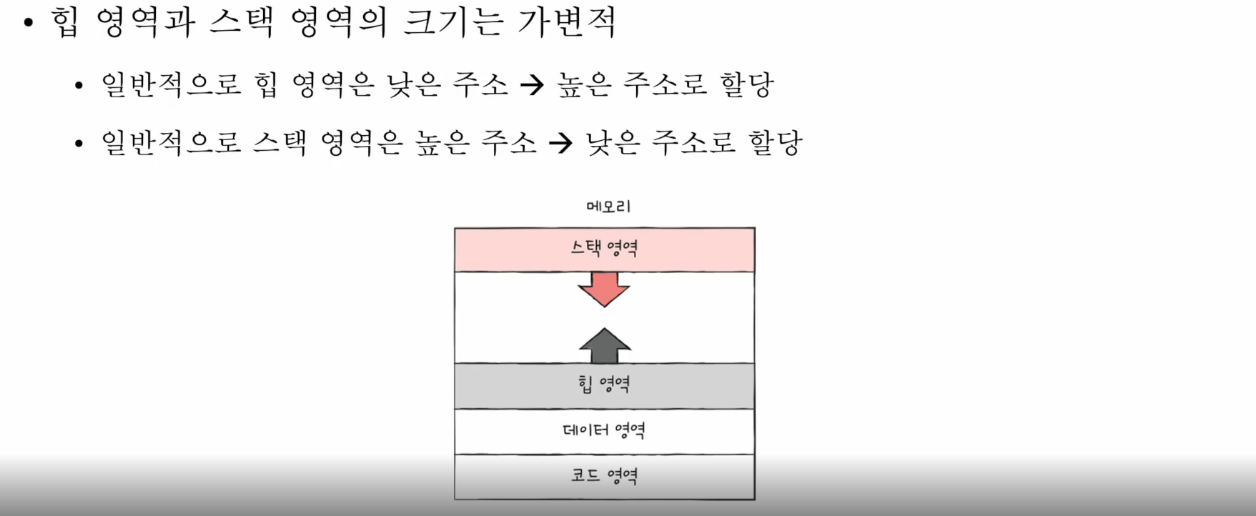 • 힙 영역과 스택 영역의 크기는 가변적
• 일반적으로 힙 영역은 낮은 주소 → 높은 주소로 할당
• 일반적으로 스택 영역은 높은 주소 → 낮은 주소로 할당
메모리
스택 영역
힙 영역
데이터 영역
코드 영역